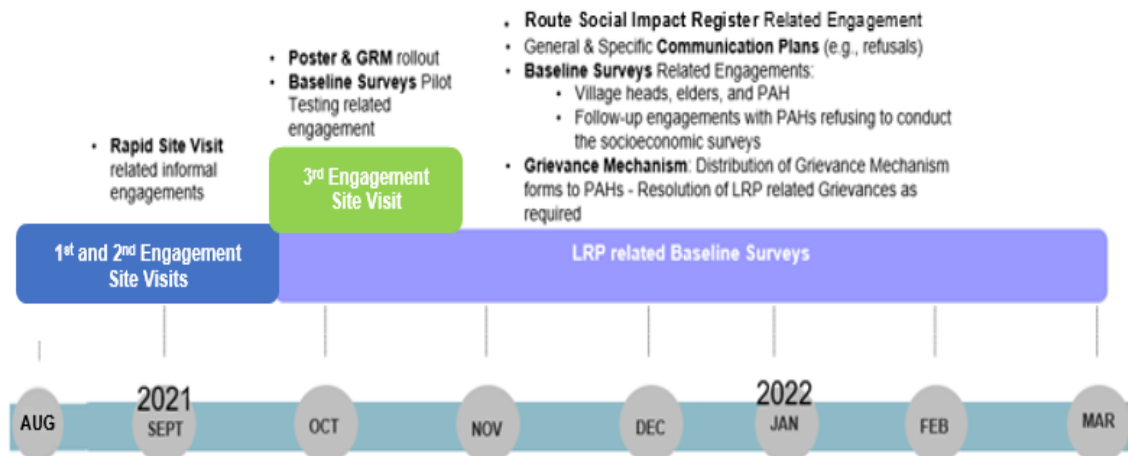 • Rapid Site Visit
related informal
engagements
• Poster & GRM rollout
• Baseline Surveys Pilot
Testing related
engagement
• Route Social Impact Register Related Engagement
• General & Specific Communication Plans (e.g., refusals)
• Baseline Surveys Related Engagements:
• Village heads, elders, and PAH
• Follow-up engagements with PAHs refusing to conduct
the socioeconomic surveys
• Grievance Mechanism: Distribution of Grievance Mechanism
forms to PAHs - Resolution of LRP related Grievances as
required
1st and 2nd Engagement
Site Visits
3rd Engagement
Site Visit
LRP related Baseline Surveys
AUG
2021
SEPT
OCT
NOV
DEC
2022
JAN
FEB
MAR